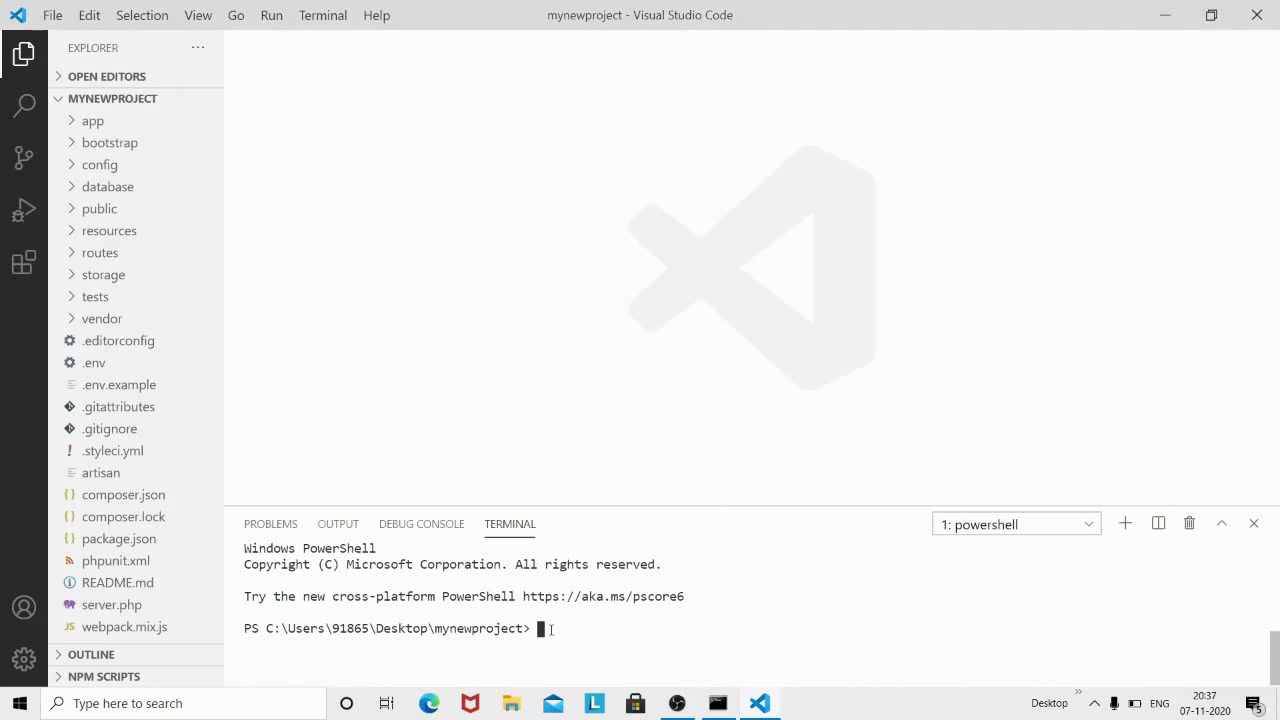 File Edit Selection View Go Run Terminal Help
mynewproject - Visual Studio Code
EXPLORER
OPEN EDITORS
MYNEWPROJECT
app
bootstrap
config
database
public
resources
routes
storage
tests
vendor
.editorconfig
.env
.env.example
.gitattributes
.gitignore
.styleci.yml
artisan
composer.json
composer.lock
package.json
phpunit.xml
README.md
server.php
webpack.mix.js
OUTLINE
NPM SCRIPTS
PROBLEMS OUTPUT DEBUG CONSOLE TERMINAL
1: powershell
Windows PowerShell
Copyright (C) Microsoft Corporation. All rights reserved.
Try the new cross-platform PowerShell https://aka.ms/pscore6
PS C:\Users\91865\Desktop\mynewproject>
Type here to search
Desktop
ENG
20:37
07-11-2020
5